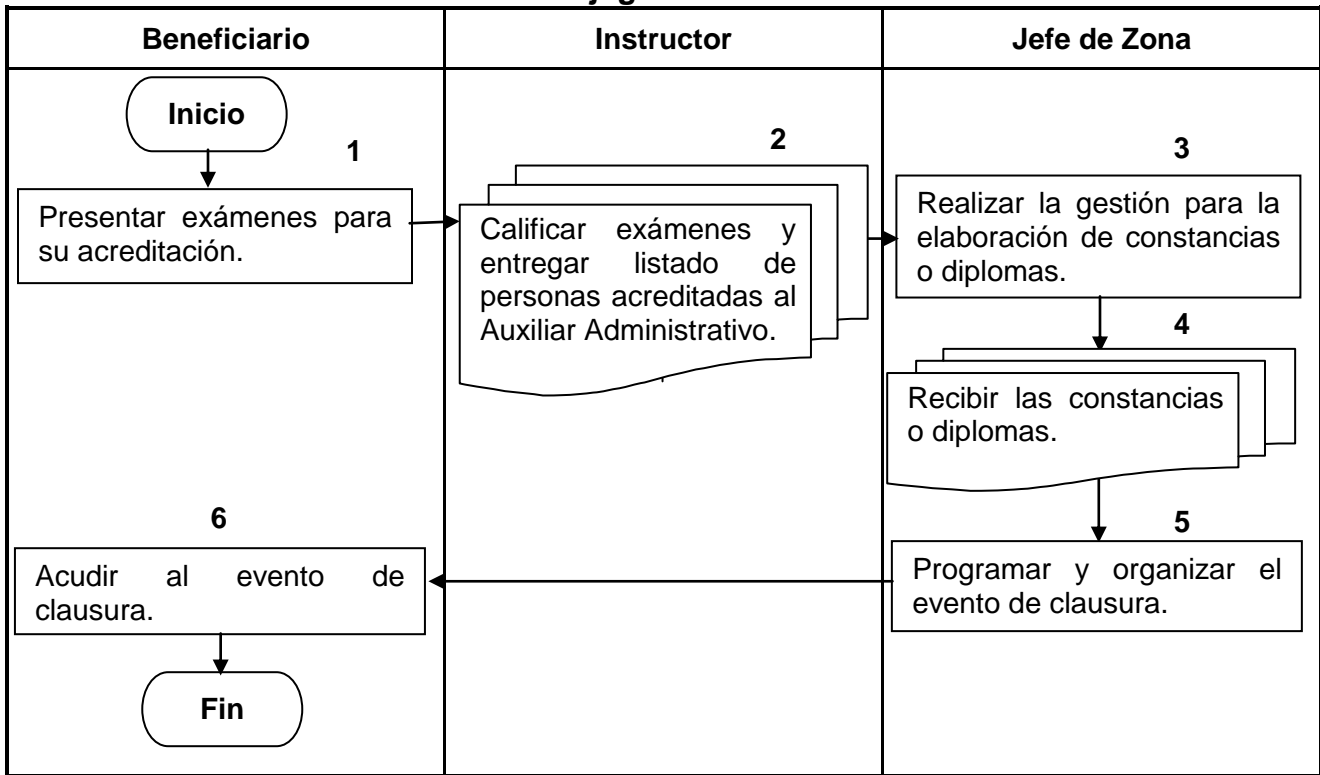 Beneficiario
Instructor
Jefe de Zona
Inicio
1
Presentar exámenes para
su acreditación.
2
Calificar exámenes y
entregar listado de
personas acreditadas al
Auxiliar Administrativo.
3
Realizar la gestión para la
elaboración de constancias
o diplomas.
4
Recibir las constancias
o diplomas.
5
Programar y organizar el
evento de clausura.
6
Acudir al evento de
clausura.
Fin